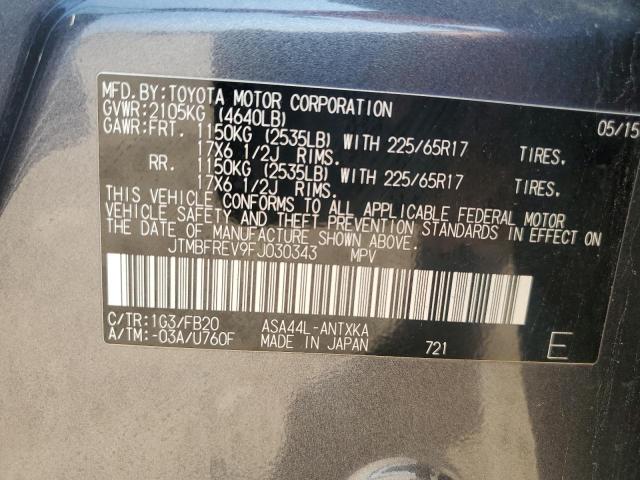 MFD.BY:TOYOTA MOTOR CORPORATION 05/15
GVWR:2105KG (4640LB)
GAWR:FRT. 1150KG (2535LB) WITH 225/65R17 TIRES.
17X6 1/2J RIMS.
RR. 1150KG (2535LB) WITH 225/65R17 TIRES.
17X6 1/2J RIMS.
THIS VEHICLE CONFORMS TO ALL APPLICABLE FEDERAL MOTOR
VEHICLE SAFETY AND THEFT PREVENTION STANDARDS IN EFFECT ON
THE DATE OF MANUFACTURE SHOWN ABOVE.
JTMBFREV9FJ030343 MPV
C/TR:1G3/FB20 ASA44L-ANTXKA
A/TM:-03A/U760F MADE IN JAPAN 721 E